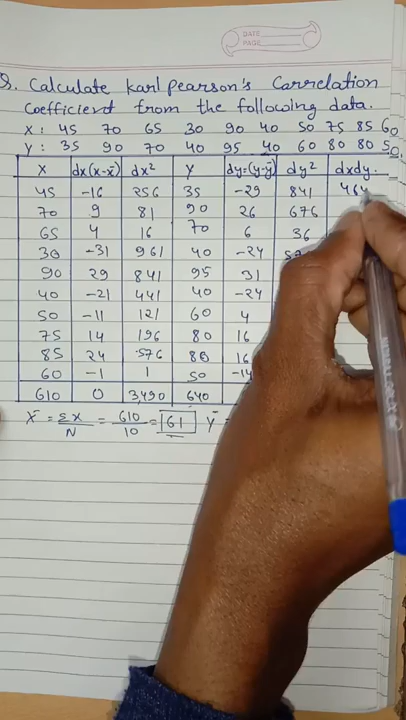 DATE
PAGE
Q. Calculate Karl pearson's Correlation
Coefficient from the following data.
X: 45 70 65 30 90 40 50 75 85 60
Y: 35 90 70 40 95 40 60 80 80 50.
X dx(x-x̄) dx² Y dy=(y-ȳ) dy² dxdy.
45 -16 256 35 -29 841 464
70 9 81 90 26 676
65 4 16 70 6 36
30 -31 961 40 -24
90 29 841 95 31
40 -21 441 40 -24
50 -11 121 60 4
75 14 196 80 16
85 24 576 80 16
60 -1 1 50 -14
610 0 3,490 640
X̄ = ΣX/N = 610/10 = 61 Ȳ =